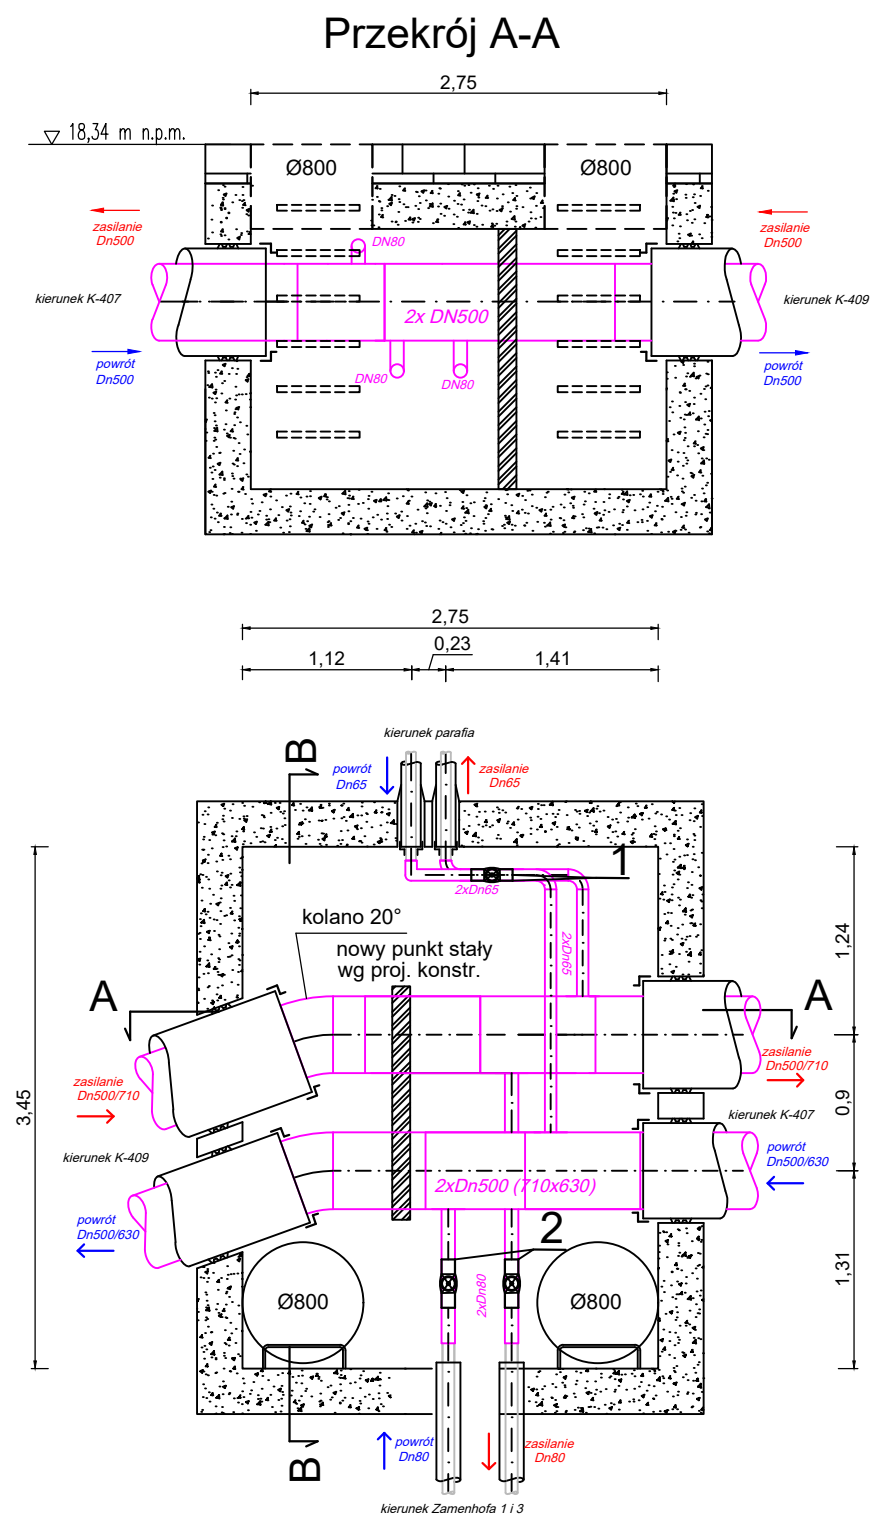 Przekrój A-A
2,75
18,34 m n.p.m.
Ø800
Ø800
zasilanie
Dn500
zasilanie
Dn500
DN80
kierunek K-407
2x DN500
kierunek K-409
powrót
Dn500
DN80
DN80
powrót
Dn500
2,75
0,23
1,12
1,41
kierunek parafia
B
powrót
Dn65
zasilanie
Dn65
1
2xDn65
kolano 20°
nowy punkt stały
wg proj. konstr.
2xDn65
1,24
A
A
zasilanie
Dn500/710
zasilanie
Dn500/710
3,45
0,9
kierunek K-407
kierunek K-409
powrót
Dn500/630
2xDn500 (710x630)
powrót
Dn500/630
2
2xDn80
1,31
Ø800
Ø800
B
powrót
Dn80
zasilanie
Dn80
kierunek Zamenhofa 1 i 3